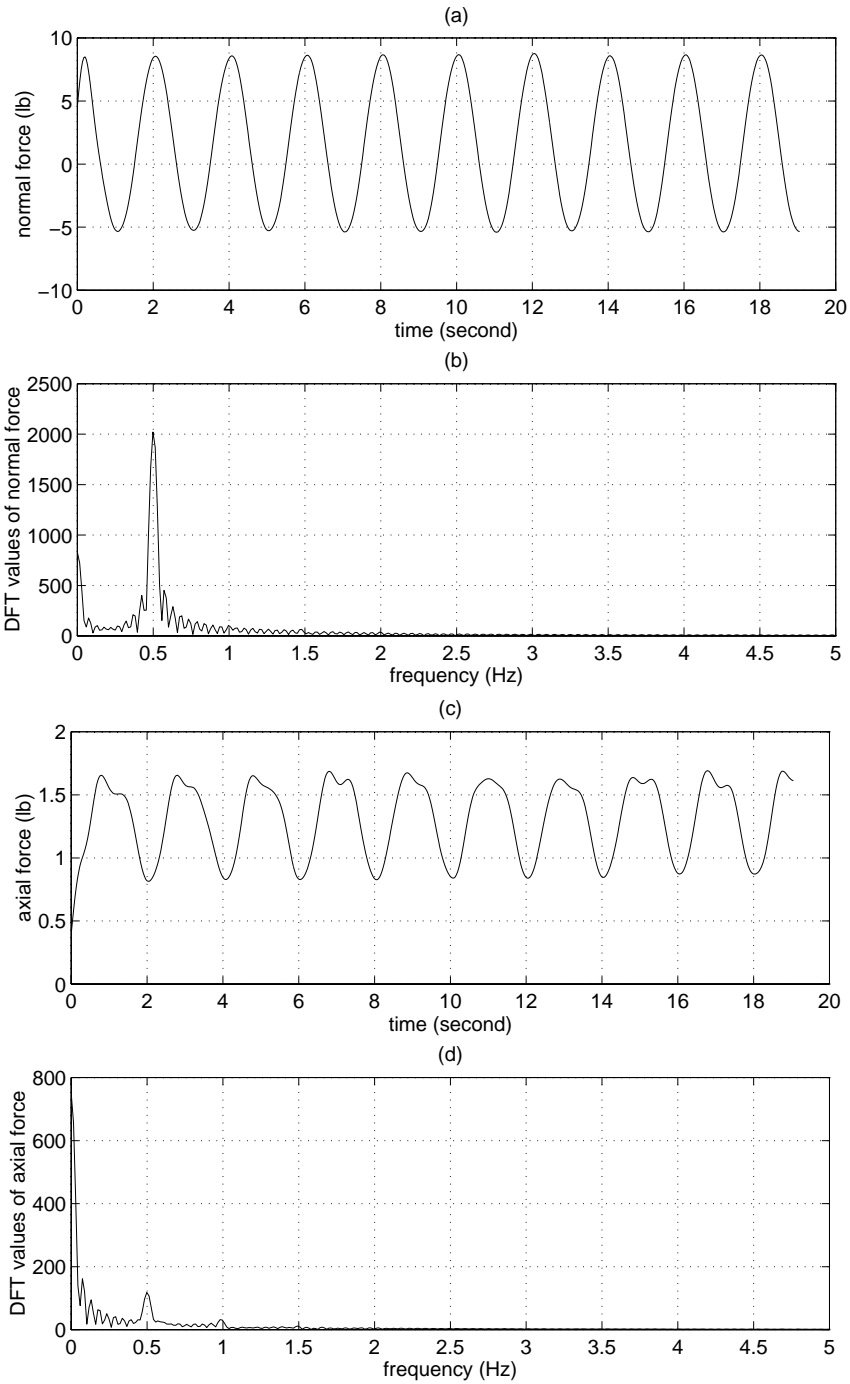 (a)
normal force (lb)
10
5
0
−5
−10
0 2 4 6 8 10 12 14 16 18 20
time (second)
(b)
DFT values of normal force
2500
2000
1500
1000
500
0
0 0.5 1 1.5 2 2.5 3 3.5 4 4.5 5
frequency (Hz)
(c)
axial force (lb)
2
1.5
1
0.5
0
0 2 4 6 8 10 12 14 16 18 20
time (second)
(d)
DFT values of axial force
800
600
400
200
0
0 0.5 1 1.5 2 2.5 3 3.5 4 4.5 5
frequency (Hz)